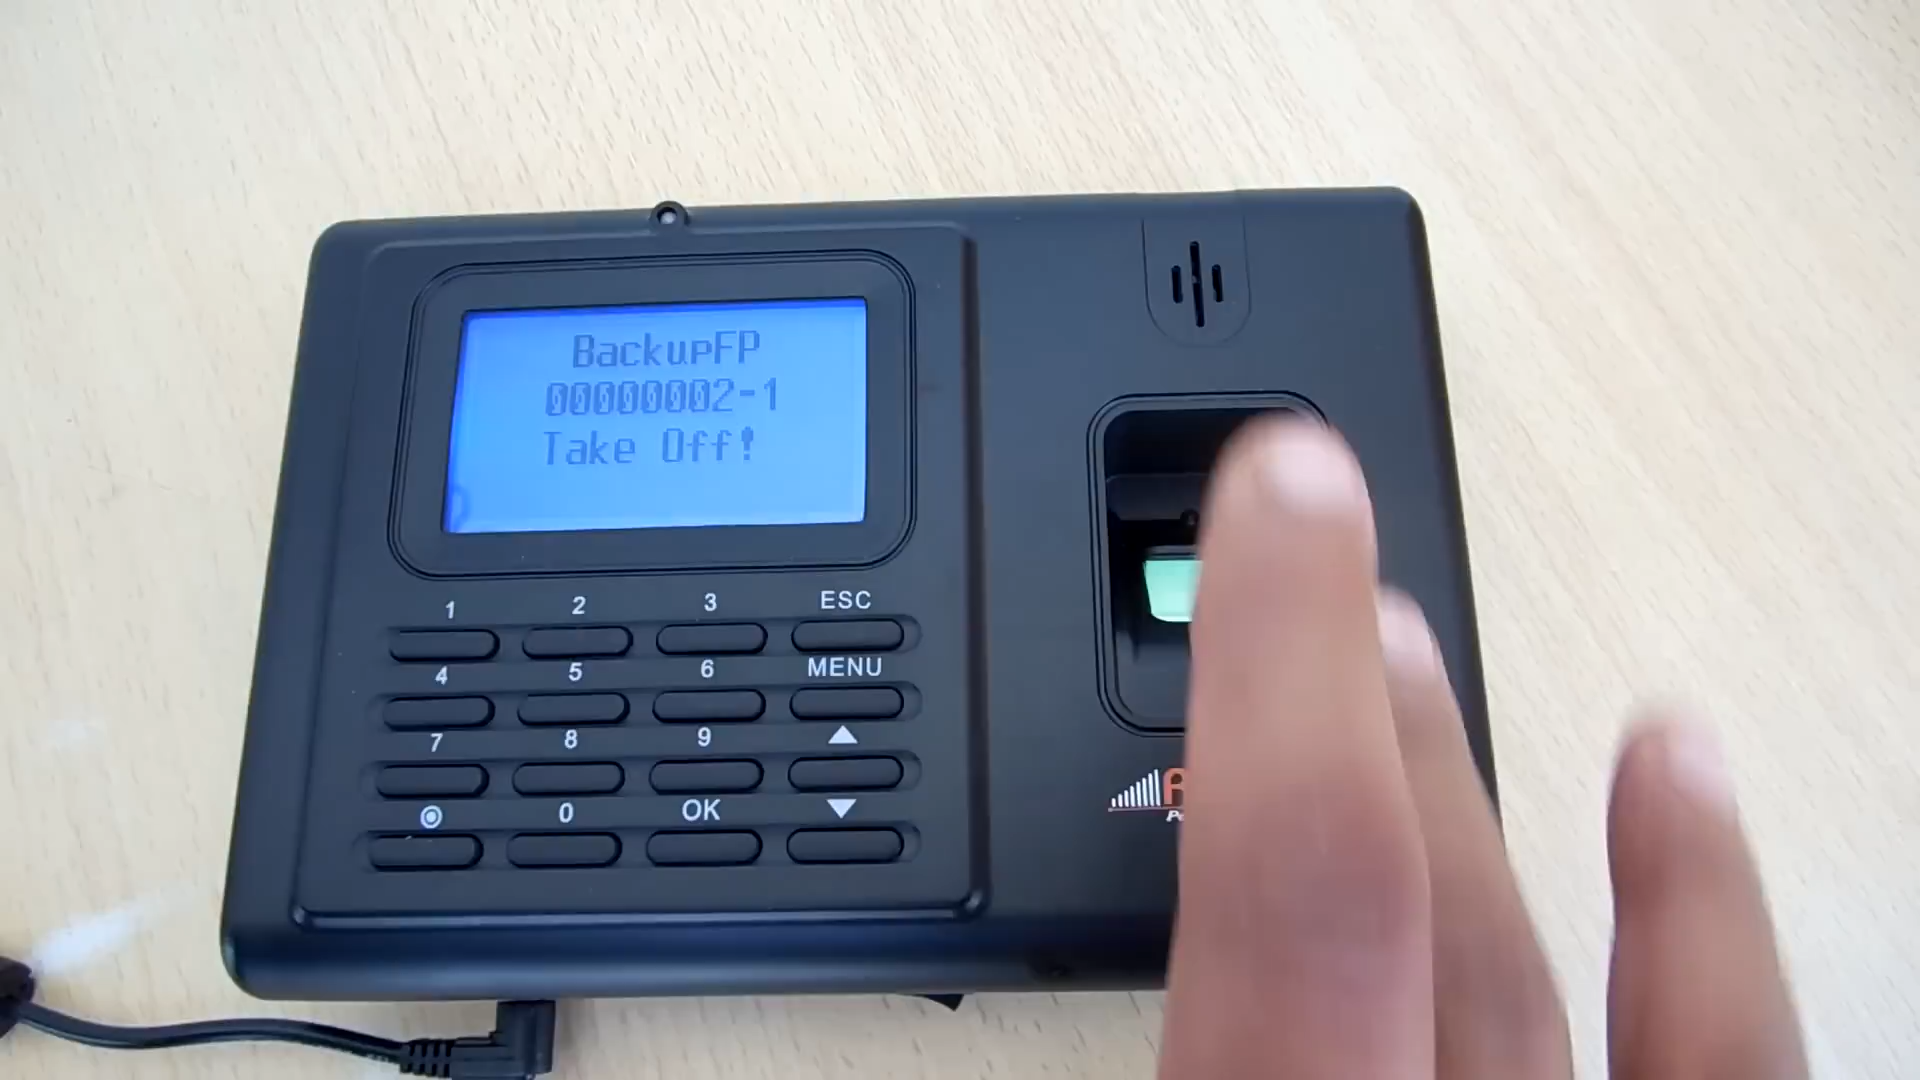 BackupFP
00000002-1
Take Off!
1 2 3 ESC
4 5 6 MENU
7 8 9
0 OK